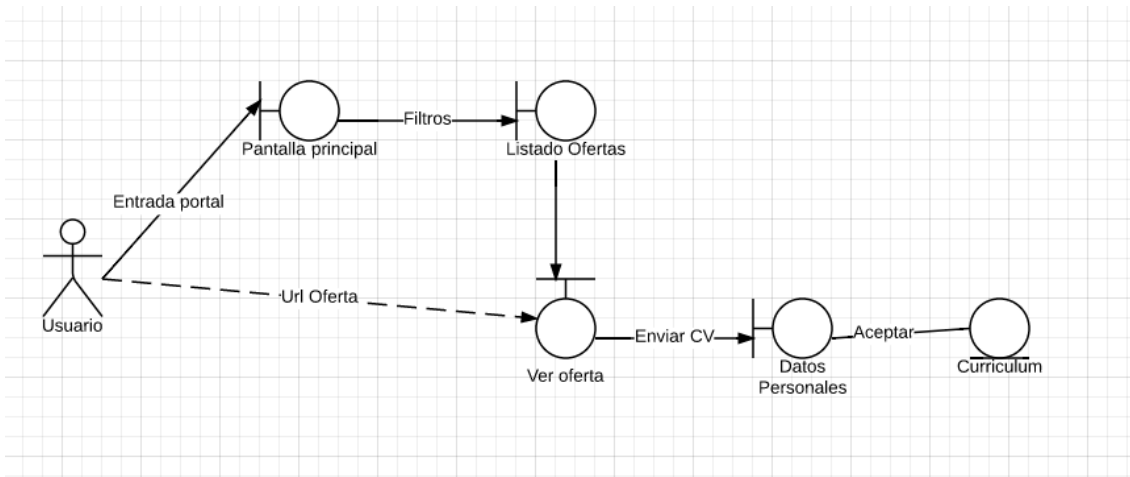 Filtros
Pantalla principal
Listado Ofertas
Entrada portal
Url Oferta
Usuario
Enviar CV
Aceptar
Ver oferta
Datos
Personales
Curriculum